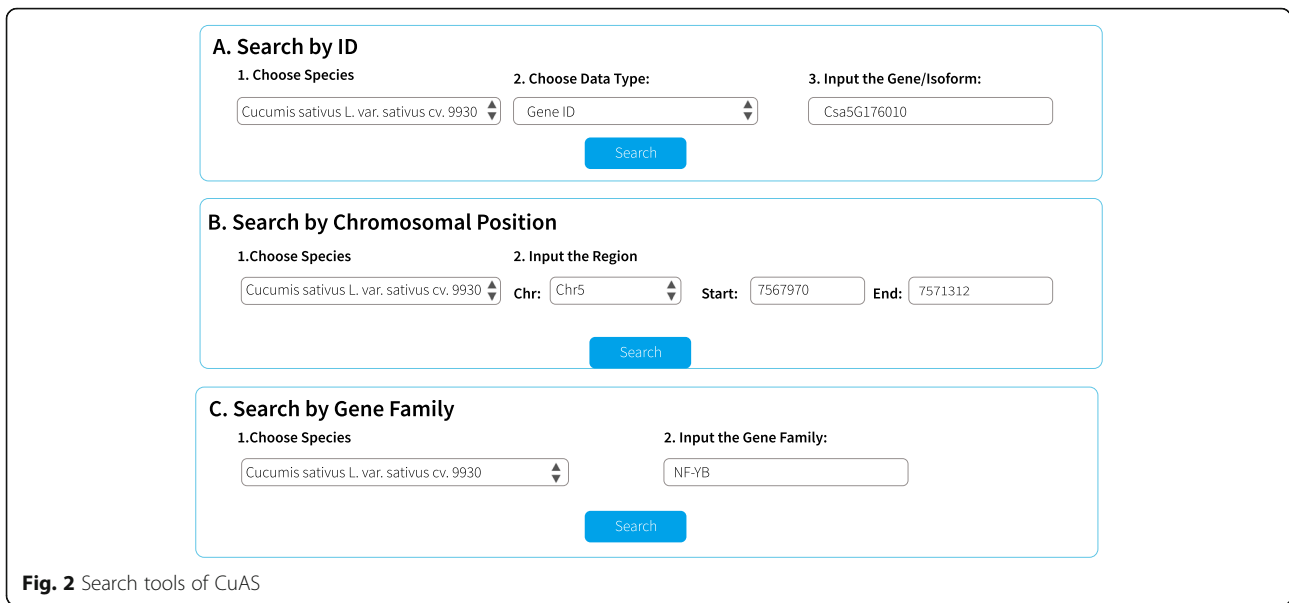 A. Search by ID
1. Choose Species
2. Choose Data Type:
3. Input the Gene/Isoform:
Cucumis sativus L. var. sativus cv. 9930
Gene ID
Csa5G176010
Search
B. Search by Chromosomal Position
1.Choose Species
2. Input the Region
Cucumis sativus L. var. sativus cv. 9930
Chr:
Chr5
Start:
7567970
End:
7571312
Search
C. Search by Gene Family
1.Choose Species
2. Input the Gene Family:
Cucumis sativus L. var. sativus cv. 9930
NF-YB
Search
Fig. 2 Search tools of CuAS